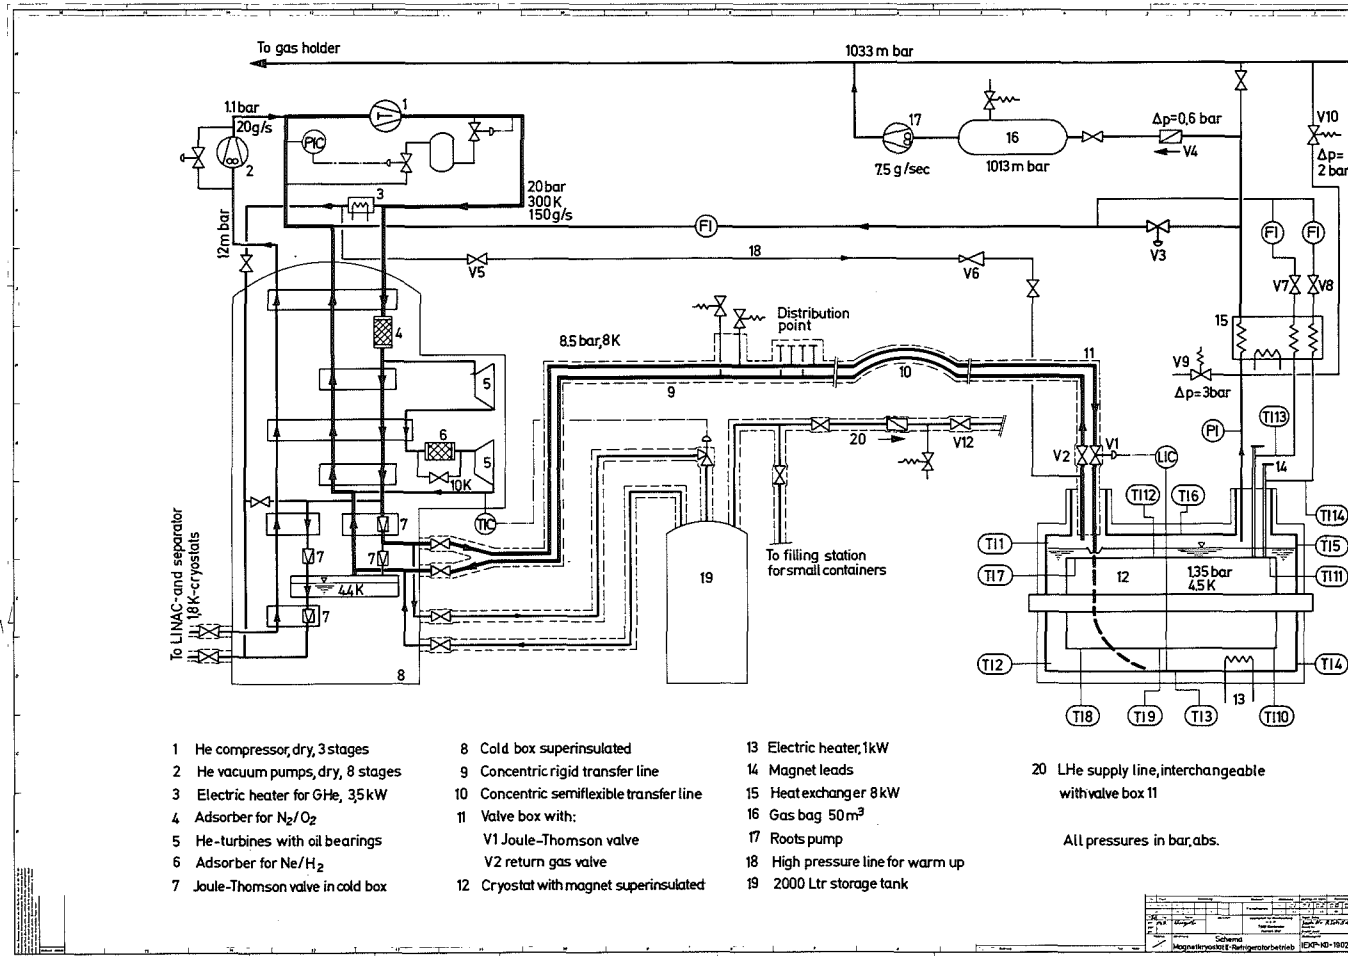 To gas holder
1033 m bar
1.1 bar
20g/s
1
2
PIC
3
20 bar
300 K
150 g/s
12 m bar
17
7.5 g/sec
16
1013 m bar
Δp=0,6 bar
V4
V10
Δp=
2 bar
FI
FI
FI
V3
18
V5
V6
V7
V8
15
V9
Δp=3bar
4
5
6
5
10K
TIC
7
7
7
7
4.4K
8
8.5 bar, 8K
Distribution
point
9
10
11
20
V12
V2
V1
LIC
PI
TI13
14
TI12
TI6
TI14
TI1
TI5
TI7
12
1,35 bar
4.5 K
TI11
TI2
TI4
TI8
TI9
TI3
13
TI10
To LINAC-and separator
1,8K-cryostats
19
To filling station
for small containers
1 He compressor, dry, 3 stages
2 He vacuum pumps, dry, 8 stages
3 Electric heater for GHe, 3,5 kW
4 Adsorber for N₂/O₂
5 He-turbines with oil bearings
6 Adsorber for Ne/H₂
7 Joule-Thomson valve in cold box
8 Cold box superinsulated
9 Concentric rigid transfer line
10 Concentric semiflexible transfer line
11 Valve box with:
V1 Joule-Thomson valve
V2 return gas valve
12 Cryostat with magnet superinsulated
13 Electric heater, 1kW
14 Magnet leads
15 Heat exchanger 8 kW
16 Gas bag 50m³
17 Roots pump
18 High pressure line for warm up
19 2000 Ltr storage tank
20 LHe supply line, interchangeable
with valve box 11
All pressures in bar, abs.
Schema
Magnetkryostat II-Refrigeratorbetrieb